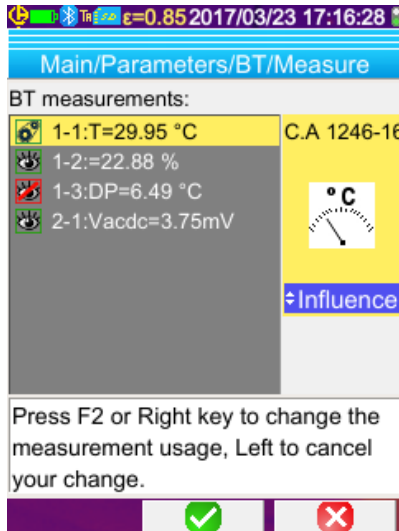 ε=0.85 2017/03/23 17:16:28
Main/Parameters/BT/Measure
BT measurements:
1-1:T=29.95 °C
1-2:=22.88 %
1-3:DP=6.49 °C
2-1:Vacdc=3.75mV
C.A 1246-16
°C
Influence
Press F2 or Right key to change the
measurement usage, Left to cancel
your change.